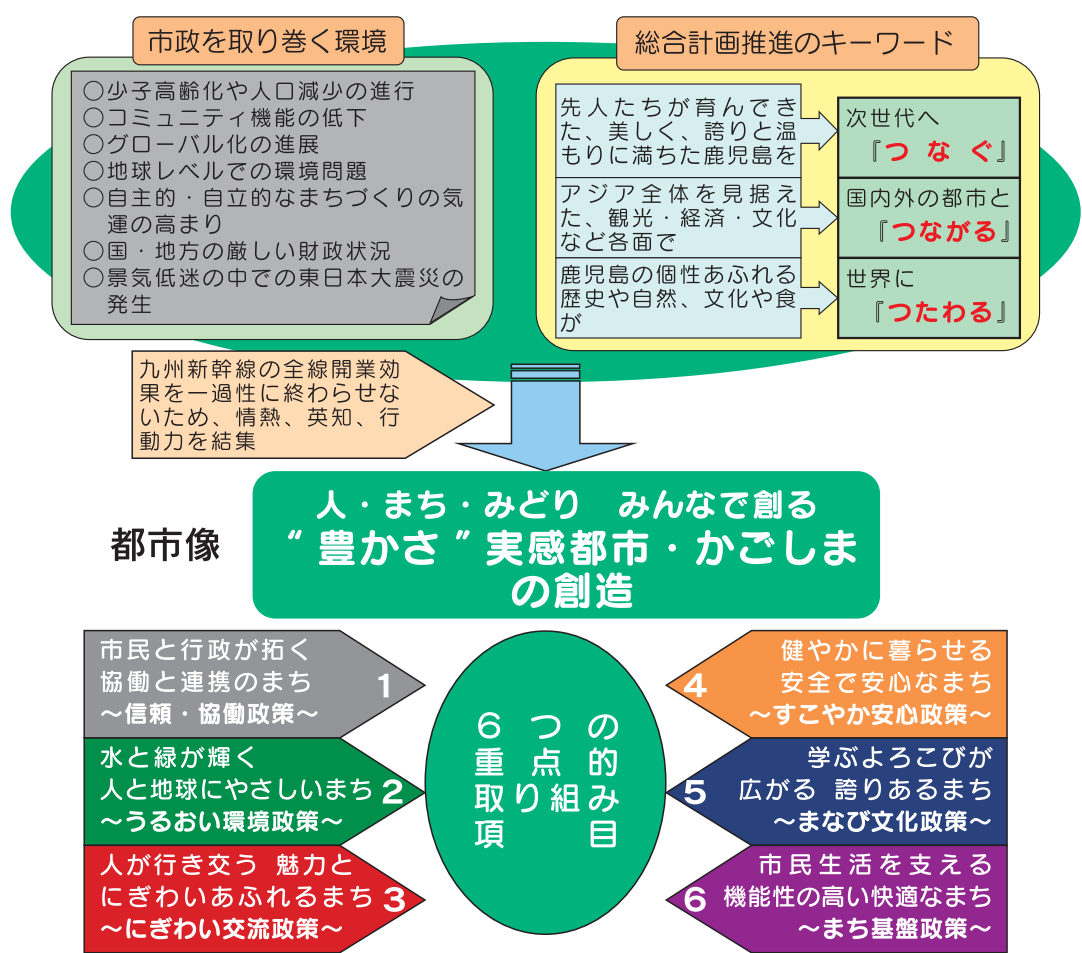 市政を取り巻く環境
○少子高齢化や人口減少の進行
○コミュニティ機能の低下
○グローバル化の進展
○地球レベルでの環境問題
○自主的・自立的なまちづくりの気
運の高まり
○国・地方の厳しい財政状況
○景気低迷の中での東日本大震災の
発生
総合計画推進のキーワード
先人たちが育んでき
た、美しく、誇りと温
もりに満ちた鹿児島を
次世代へ
『つなぐ』
アジア全体を見据え
た、観光・経済・文化
など各面で
国内外の都市と
『つながる』
鹿児島の個性あふれる
歴史や自然、文化や食
が
世界に
『つたわる』
九州新幹線の全線開業効
果を一過性に終わらせな
いため、情熱、英知、行
動力を結集
都市像
人・まち・みどり　みんなで創る
“豊かさ”実感都市・かごしま
の創造
市民と行政が拓く
協働と連携のまち 1
～信頼・協働政策～
水と緑が輝く
人と地球にやさしいまち 2
～うるおい環境政策～
人が行き交う 魅力と
にぎわいあふれるまち 3
～にぎわい交流政策～
6つの
重点的
取り組み
項目
健やかに暮らせる
4 安全で安心なまち
～すこやか安心政策～
学ぶよろこびが
5 広がる 誇りあるまち
～まなび文化政策～
市民生活を支える
6 機能性の高い快適なまち
～まち基盤政策～